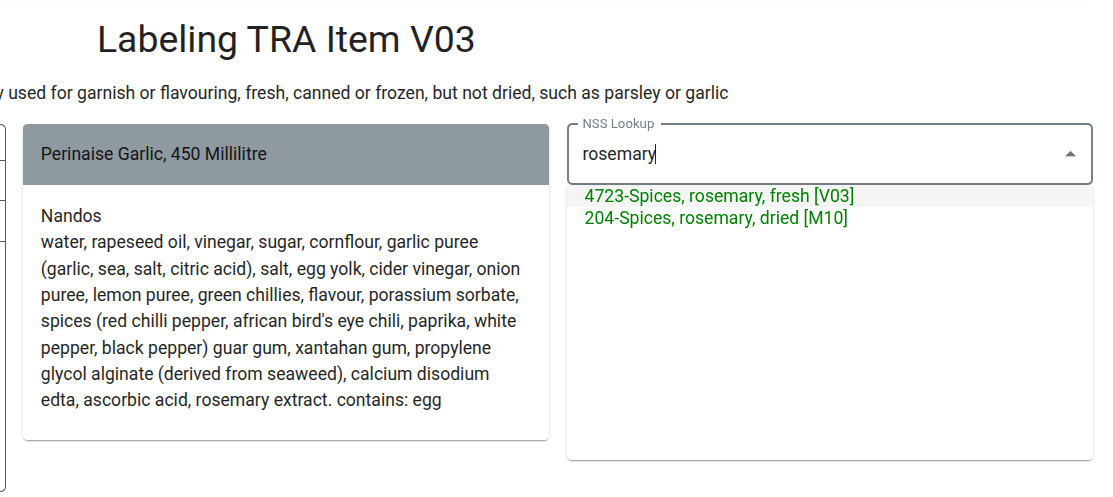 Labeling TRA Item V03
y used for garnish or flavouring, fresh, canned or frozen, but not dried, such as parsley or garlic
Perinaise Garlic, 450 Millilitre
Nandos
water, rapeseed oil, vinegar, sugar, cornflour, garlic puree
(garlic, sea, salt, citric acid), salt, egg yolk, cider vinegar, onion
puree, lemon puree, green chillies, flavour, porassium sorbate,
spices (red chilli pepper, african bird's eye chili, paprika, white
pepper, black pepper) guar gum, xantahan gum, propylene
glycol alginate (derived from seaweed), calcium disodium
edta, ascorbic acid, rosemary extract. contains: egg
NSS Lookup
rosemary
4723-Spices, rosemary, fresh [V03]
204-Spices, rosemary, dried [M10]